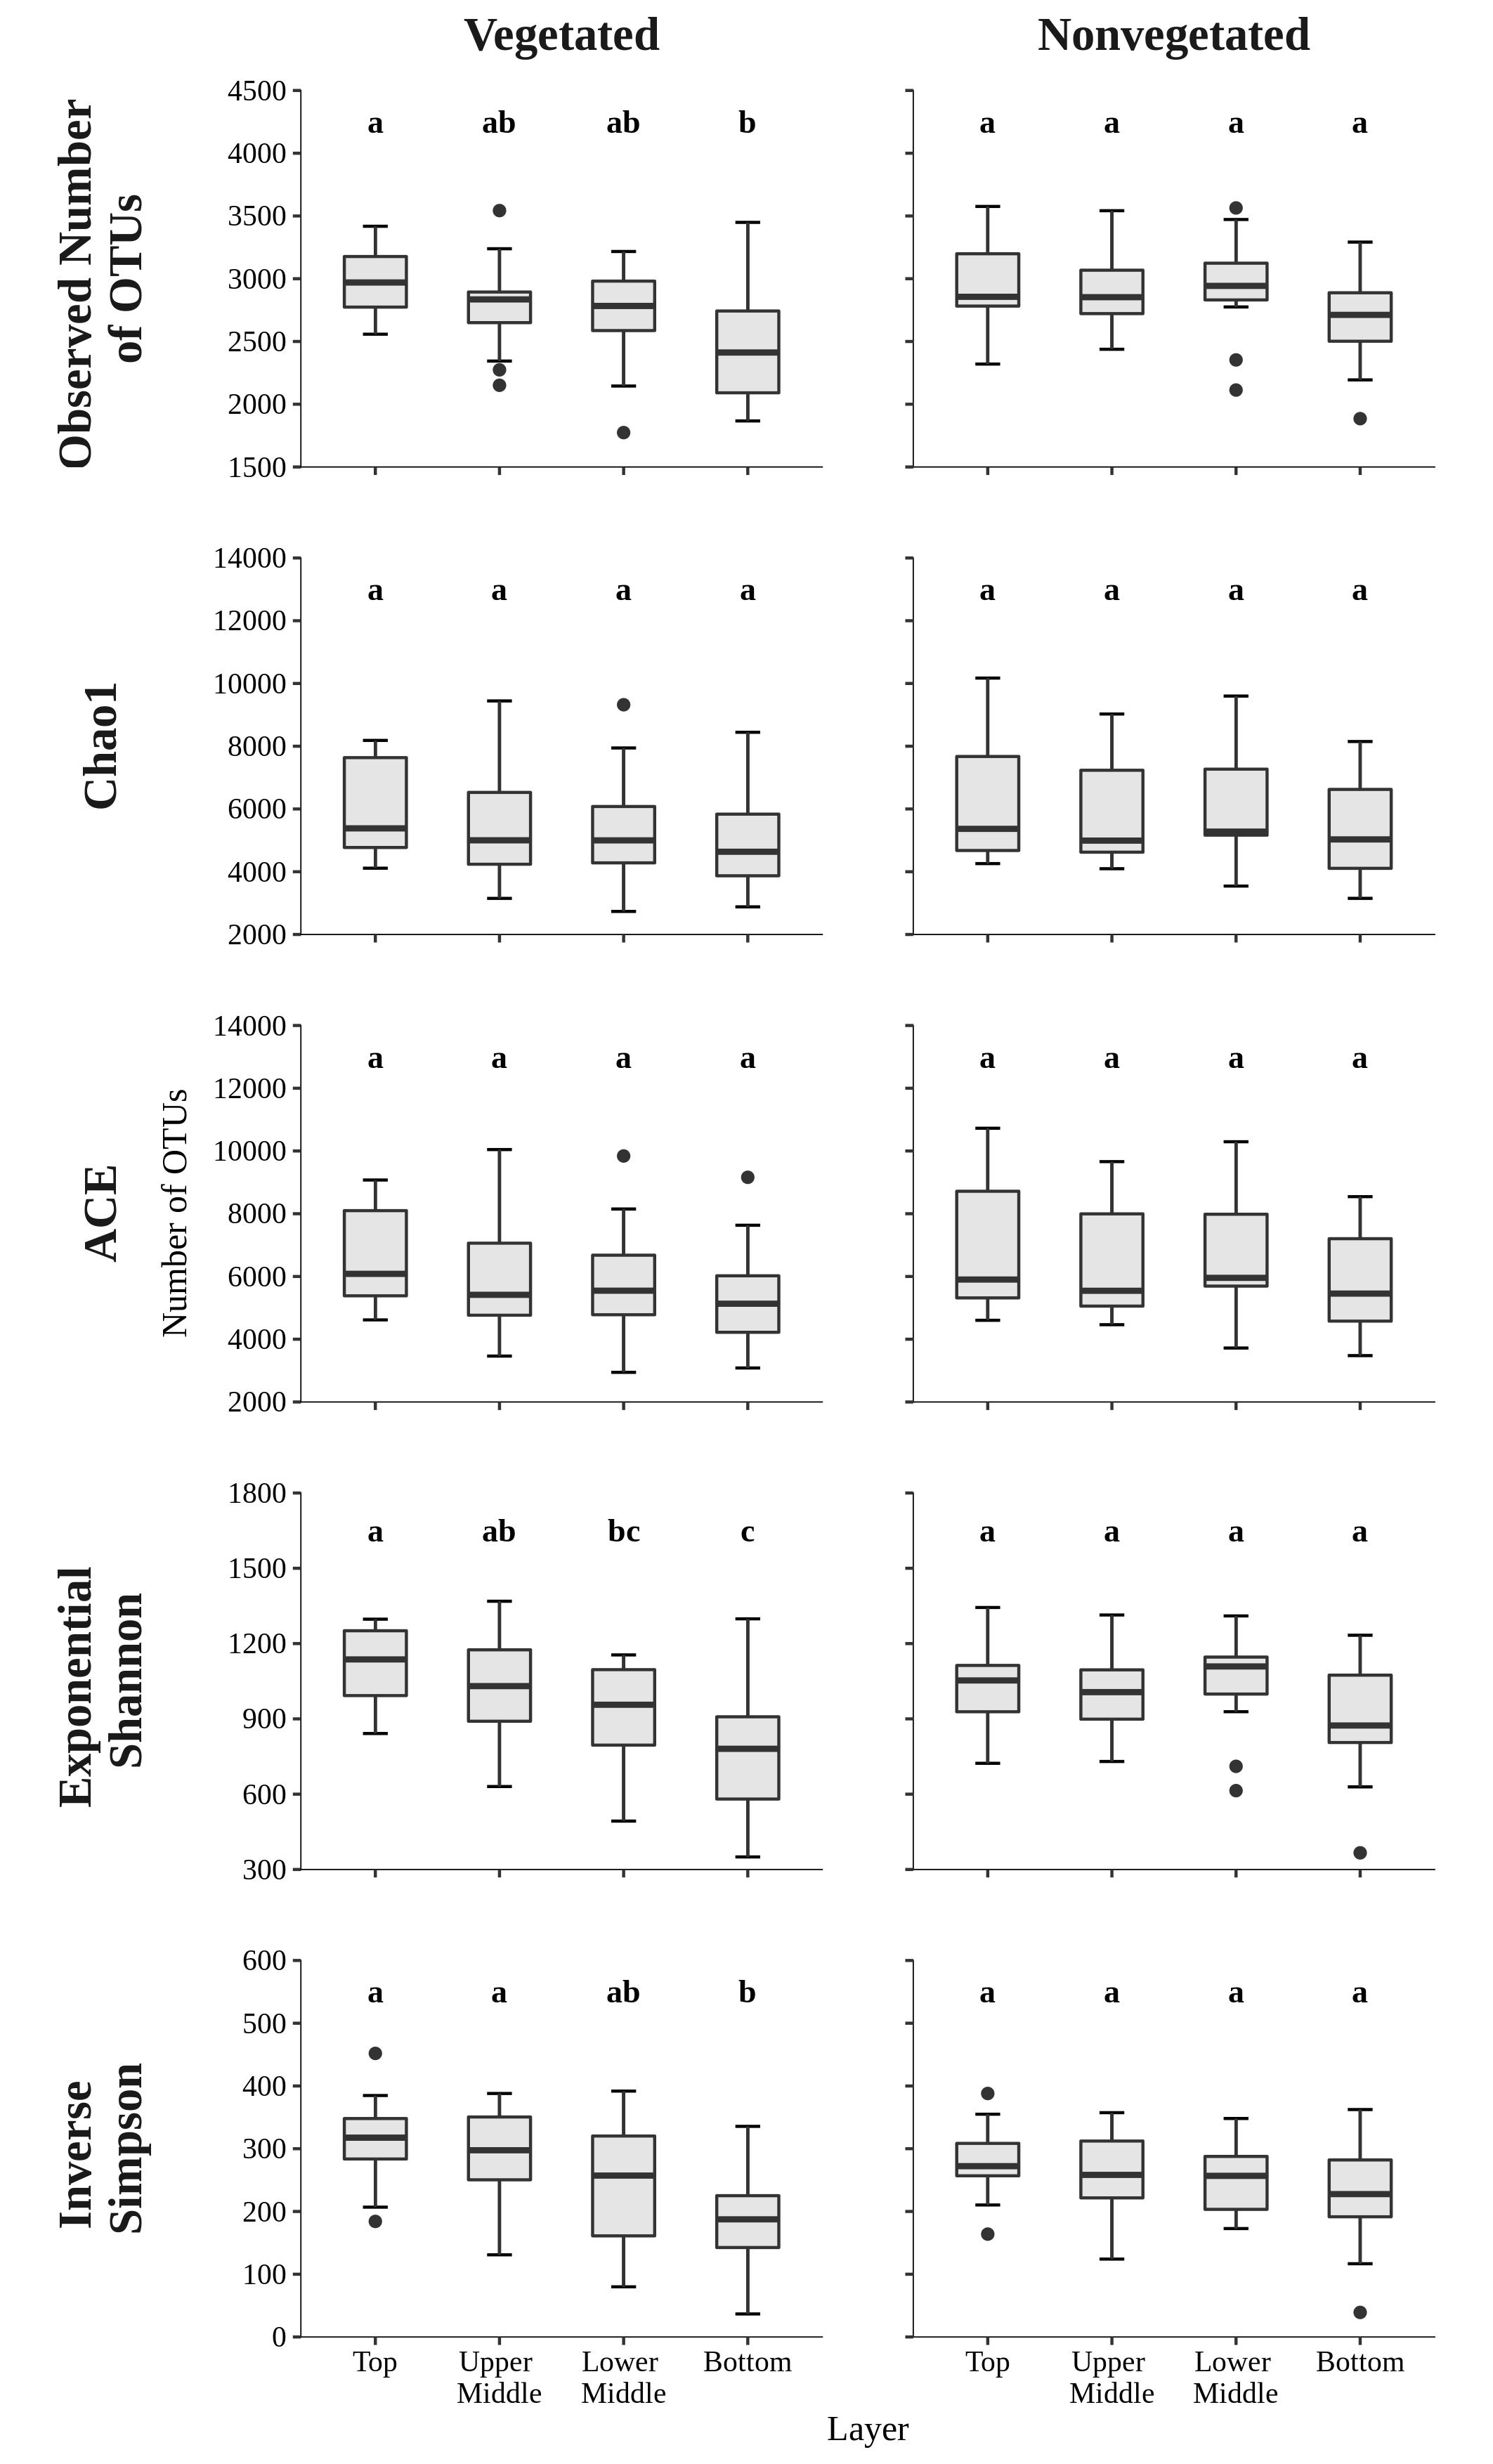 Vegetated Nonvegetated
Observed Number
of OTUs
4500
4000
3500
3000
2500
2000
1500
a ab ab b
a a a a
Chao1
14000
12000
10000
8000
6000
4000
2000
a a a a
a a a a
ACE
Number of OTUs
14000
12000
10000
8000
6000
4000
2000
a a a a
a a a a
Exponential
Shannon
1800
1500
1200
900
600
300
a ab bc c
a a a a
Inverse
Simpson
600
500
400
300
200
100
0
a a ab b
a a a a
Top Upper Lower Bottom Top Upper Lower Bottom
Middle Middle Middle Middle
Layer